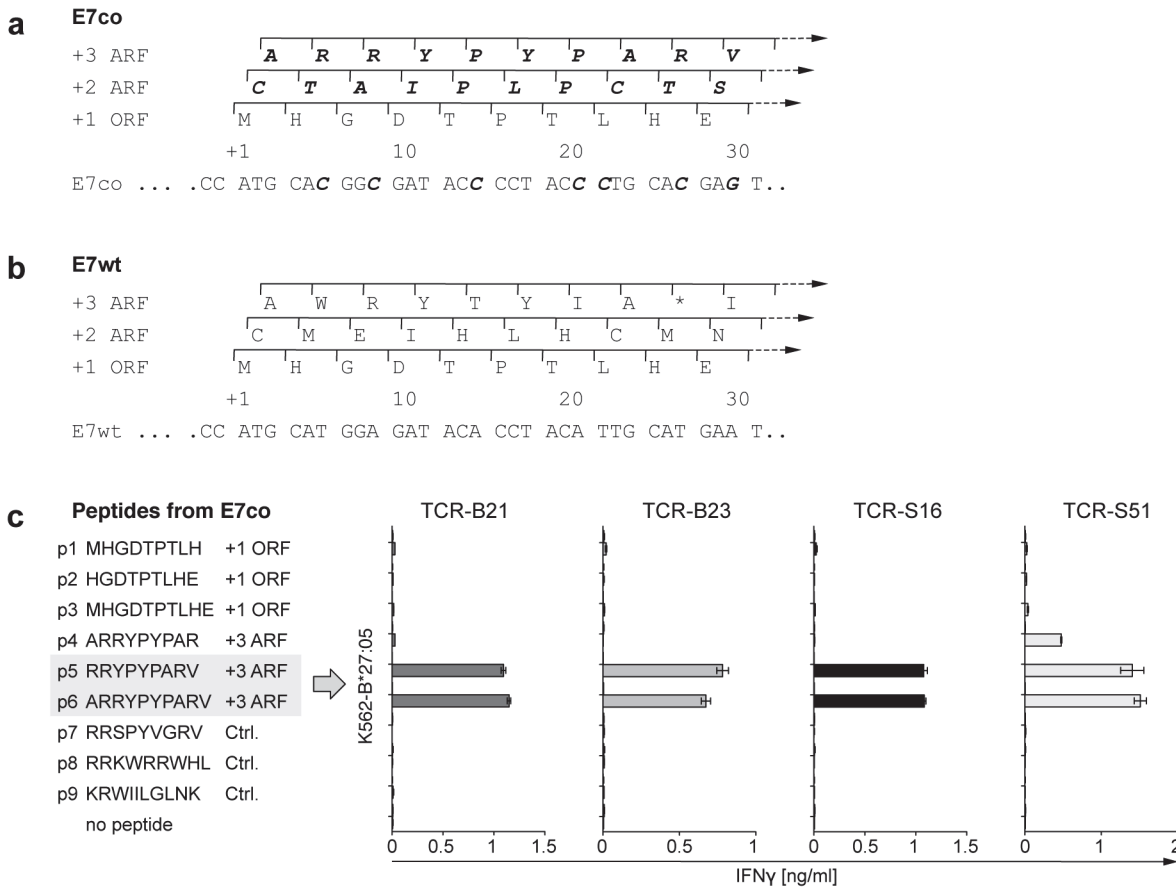 a
E7co
+3 ARF A R R Y P Y P A R V
+2 ARF C T A I P L P C T S
+1 ORF M H G D T P T L H E
+1 10 20 30
E7co ... .CC ATG CAC GGC GAT ACC CCT ACC CTG CAC GAG T..
b
E7wt
+3 ARF A W R Y T Y I A * I
+2 ARF C M E I H L H C M N
+1 ORF M H G D T P T L H E
+1 10 20 30
E7wt ... .CC ATG CAT GGA GAT ACA CCT ACA TTG CAT GAA T..
c
Peptides from E7co
TCR-B21 TCR-B23 TCR-S16 TCR-S51
p1 MHGDTPTLH +1 ORF
p2 HGDTPTLHE +1 ORF
p3 MHGDTPTLHE +1 ORF
p4 ARRYPYPAR +3 ARF
p5 RRYPYPARV +3 ARF
p6 ARRYPYPARV +3 ARF
p7 RRSPYVGRV Ctrl.
p8 RRKWRRWHL Ctrl.
p9 KRWIILGLNK Ctrl.
no peptide
K562-B*27:05
0 0.5 1 1.5 0 0.5 1 0 0.5 1 1.5 0 1 2
IFNγ [ng/ml]